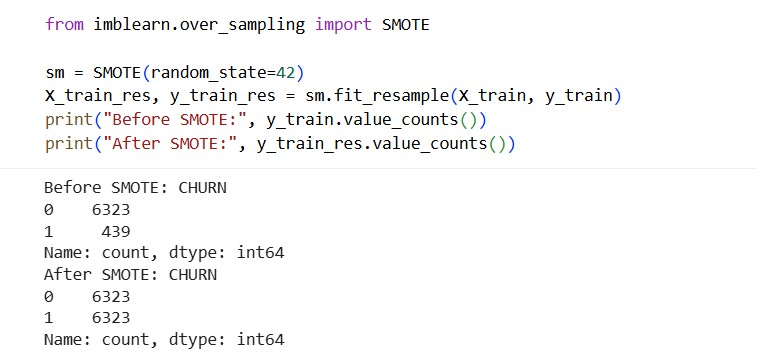 from imblearn.over_sampling import SMOTE
sm = SMOTE(random_state=42)
X_train_res, y_train_res = sm.fit_resample(X_train, y_train)
print("Before SMOTE:", y_train.value_counts())
print("After SMOTE:", y_train_res.value_counts())
Before SMOTE: CHURN
0    6323
1     439
Name: count, dtype: int64
After SMOTE: CHURN
0    6323
1    6323
Name: count, dtype: int64